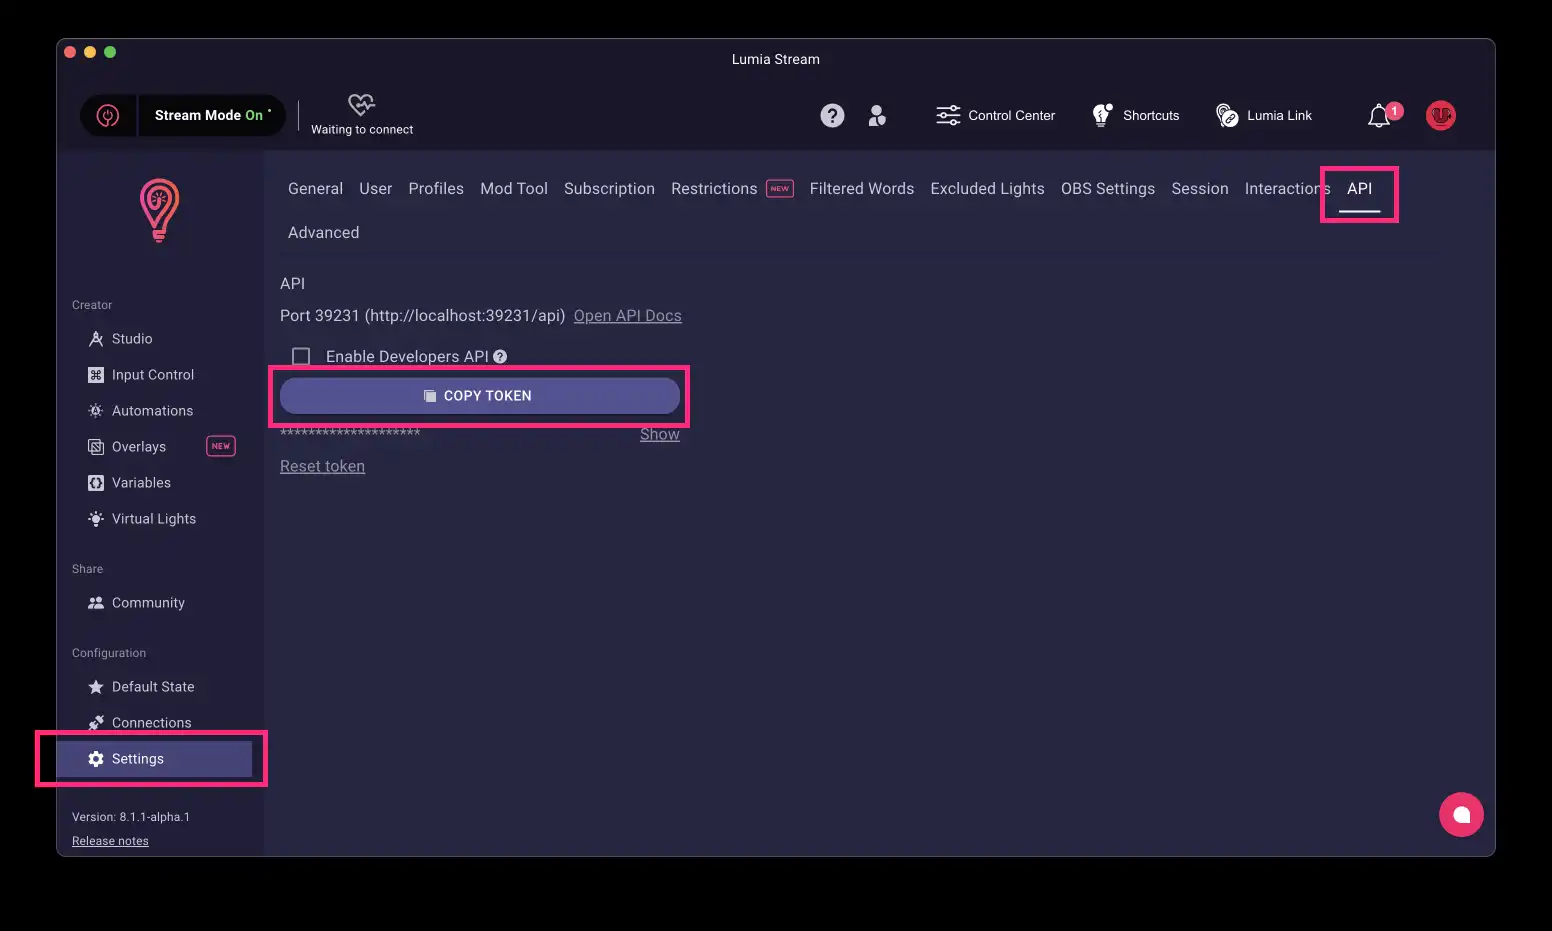 Lumia Stream
Stream Mode On
Waiting to connect
?
Control Center
Shortcuts
Lumia Link
1
General User Profiles Mod Tool Subscription Restrictions NEW Filtered Words Excluded Lights OBS Settings Session Interactions API
Advanced
API
Port 39231 (http://localhost:39231/api) Open API Docs
Enable Developers API ?
COPY TOKEN
******************** Show
Reset token
Creator
Studio
Input Control
Automations
Overlays NEW
Variables
Virtual Lights
Share
Community
Configuration
Default State
Connections
Settings
Version: 8.1.1-alpha.1
Release notes